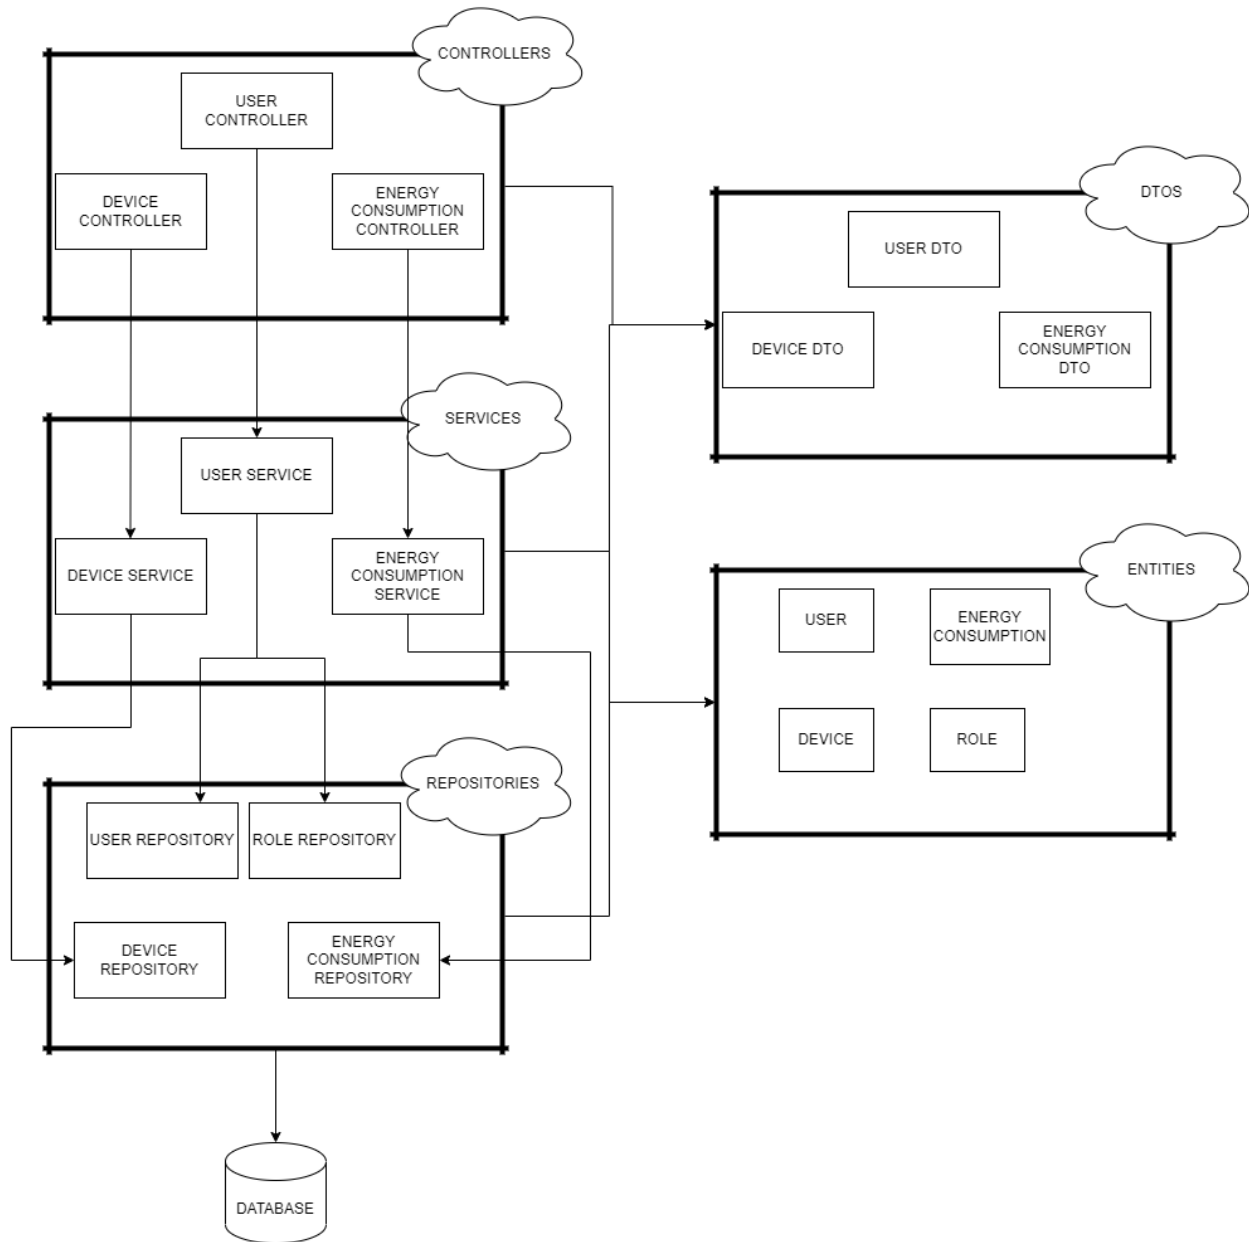 CONTROLLERS
USER
CONTROLLER
DEVICE
CONTROLLER
ENERGY
CONSUMPTION
CONTROLLER
DTOS
USER DTO
DEVICE DTO
ENERGY
CONSUMPTION
DTO
SERVICES
USER SERVICE
DEVICE SERVICE
ENERGY
CONSUMPTION
SERVICE
ENTITIES
USER
ENERGY
CONSUMPTION
DEVICE
ROLE
REPOSITORIES
USER REPOSITORY
ROLE REPOSITORY
DEVICE
REPOSITORY
ENERGY
CONSUMPTION
REPOSITORY
DATABASE